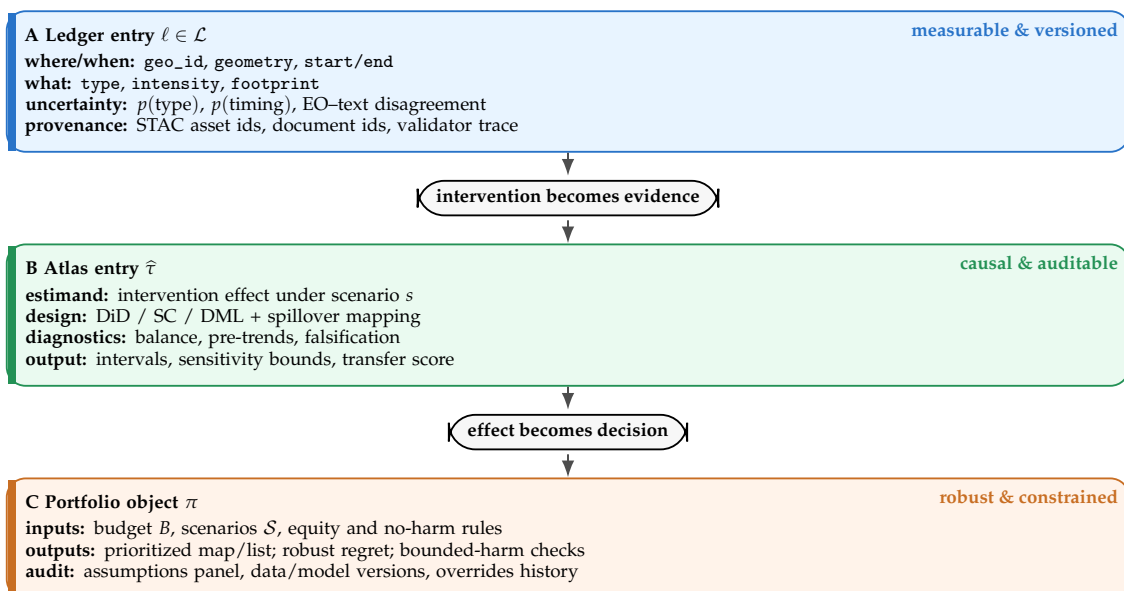 A Ledger entry ℓ ∈ ℒ
measurable & versioned
where/when: geo_id, geometry, start/end
what: type, intensity, footprint
uncertainty: p(type), p(timing), EO–text disagreement
provenance: STAC asset ids, document ids, validator trace
intervention becomes evidence
B Atlas entry τ̂
causal & auditable
estimand: intervention effect under scenario s
design: DiD / SC / DML + spillover mapping
diagnostics: balance, pre-trends, falsification
output: intervals, sensitivity bounds, transfer score
effect becomes decision
C Portfolio object π
robust & constrained
inputs: budget B, scenarios 𝒮, equity and no-harm rules
outputs: prioritized map/list; robust regret; bounded-harm checks
audit: assumptions panel, data/model versions, overrides history